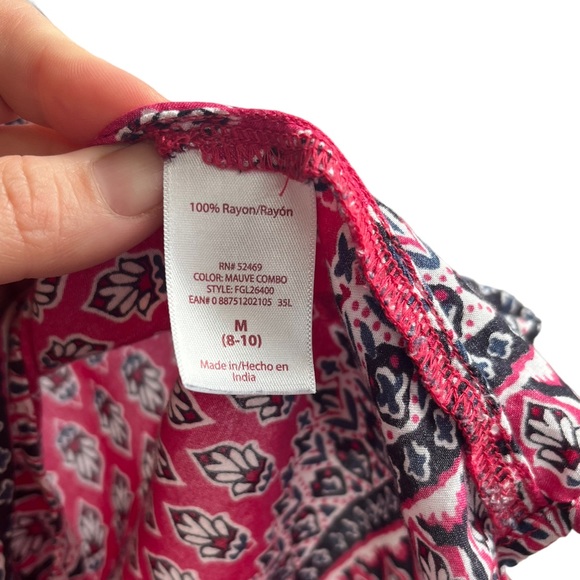 100% Rayon/Rayón
RN# 52469
COLOR: MAUVE COMBO
STYLE: FGL26400
EAN# 0 88751202105 35L
M
(8-10)
Made in/Hecho en
India